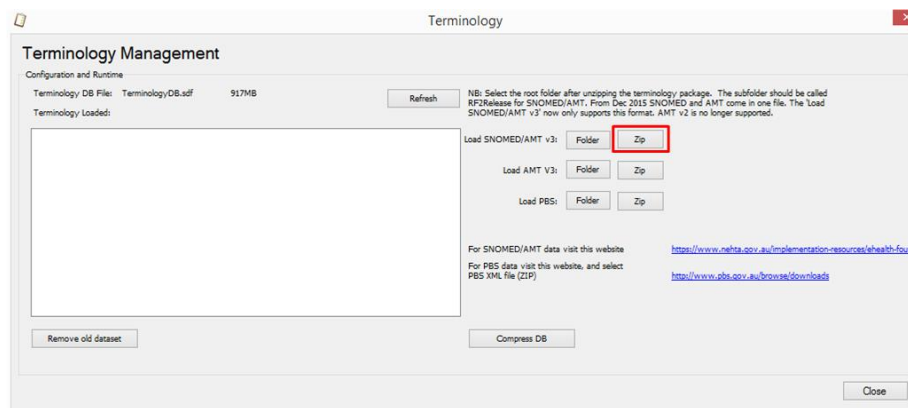 Terminology
Terminology Management
Configuration and Runtime
Terminology DB File: TerminologyDB.sdf 917MB
Refresh
Terminology Loaded:
NB: Select the root folder after unzipping the terminology package. The subfolder should be called
RF2Release for SNOMED/AMT. From Dec 2015 SNOMED and AMT come in one file. The 'Load
SNOMED/AMT v3' now only supports this format. AMT v2 is no longer supported.
Load SNOMED/AMT v3: Folder Zip
Load AMT V3: Folder Zip
Load PBS: Folder Zip
For SNOMED/AMT data visit this website https://www.nehta.gov.au/implementation-resources/ehealth-fou
For PBS data visit this website, and select
PBS XML file (ZIP) http://www.pbs.gov.au/browse/downloads
Remove old dataset Compress DB
Close